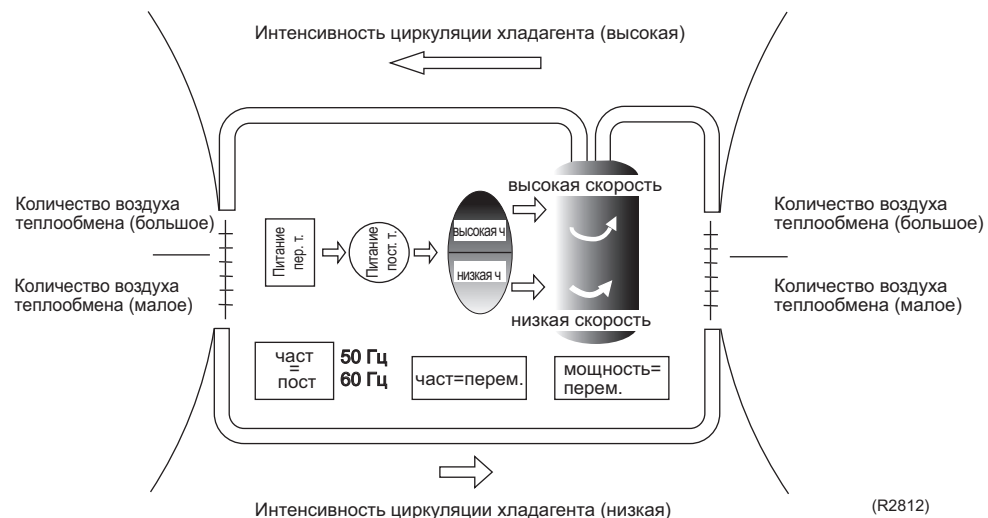 Интенсивность циркуляции хладагента (высокая)
высокая скорость
Количество воздуха
теплообмена (большое)
Количество воздуха
теплообмена (малое)
Питание
пер. т.
Питание
пост. т.
высокая ч
низкая ч
Количество воздуха
теплообмена (большое)
Количество воздуха
теплообмена (малое)
низкая скорость
част
=
пост
50 Гц
60 Гц
част=перем.
мощность=
перем.
Интенсивность циркуляции хладагента (низкая)
(R2812)